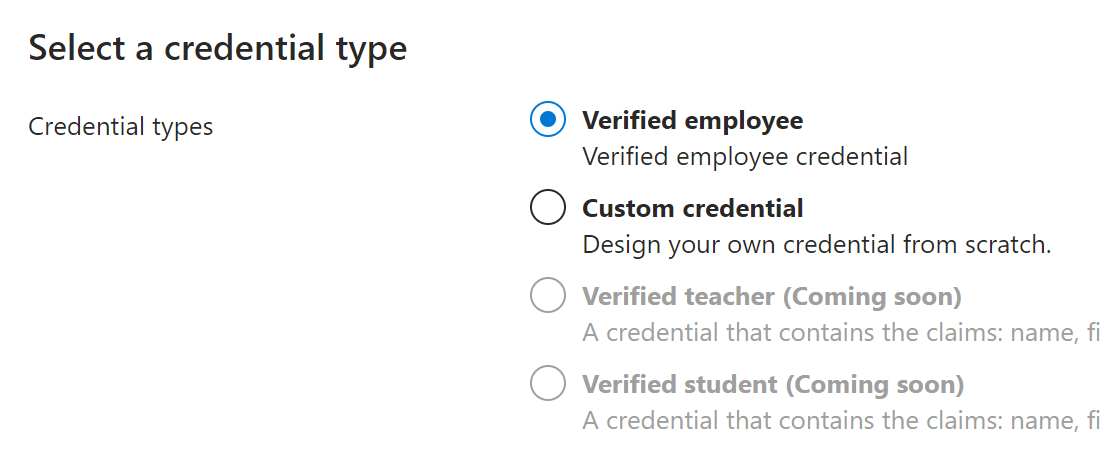 Select a credential type
Credential types
Verified employee
Verified employee credential
Custom credential
Design your own credential from scratch.
Verified teacher (Coming soon)
A credential that contains the claims: name, fi
Verified student (Coming soon)
A credential that contains the claims: name, fi